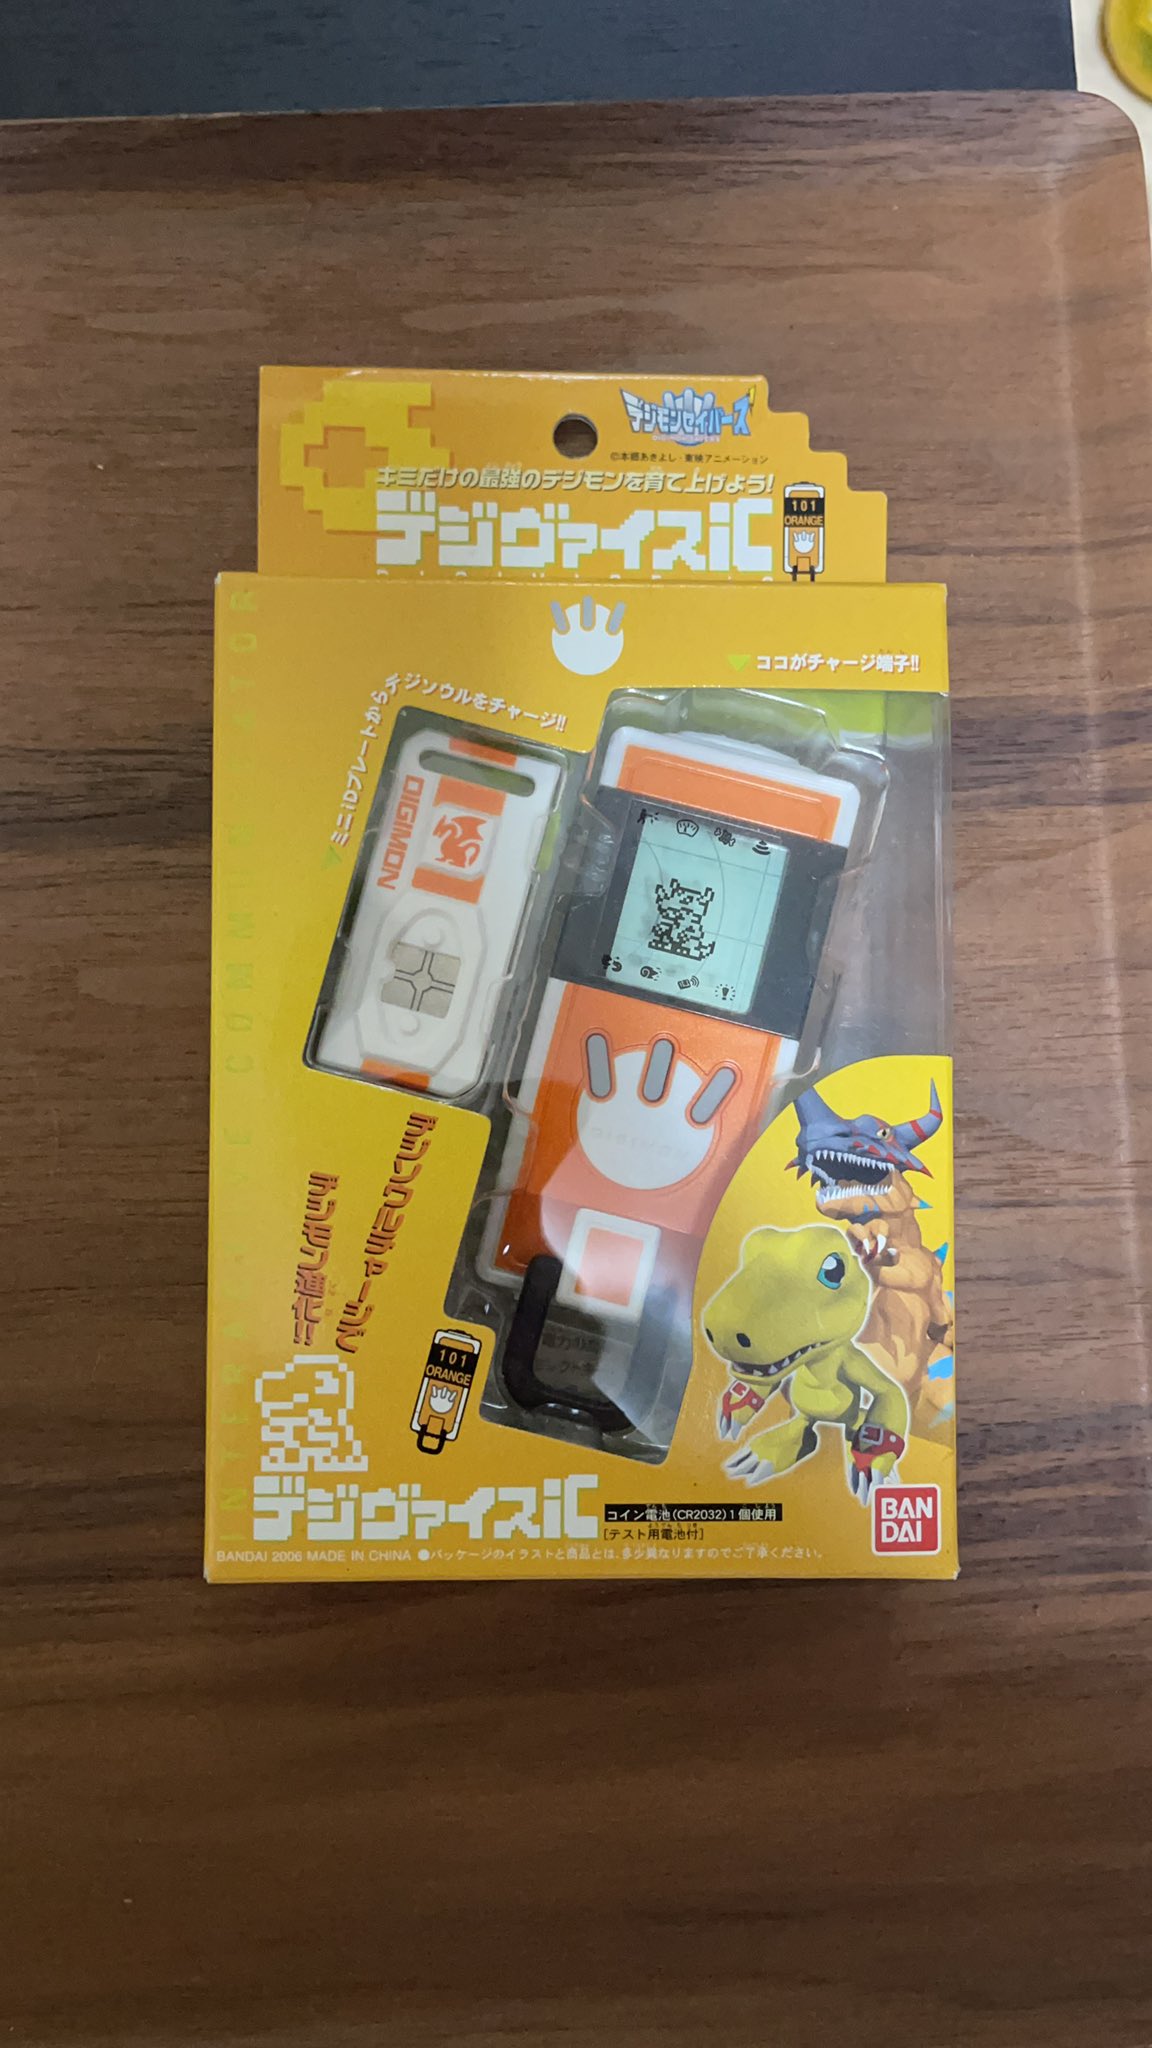 デジモンセイバーズ
©本郷あきよし・東映アニメーション
キミだけの最強のデジモンを育て上げよう!
デジヴァイスiC
101
ORANGE
ココがチャージ端子!!
ミニiDプレートからデジソウルをチャージ!!
DIGIMON
デジソウルチャージで
デジモン進化!!
101
ORANGE
デジヴァイスiC
コイン電池(CR2032)1個使用
[テスト用電池付]
BAN
DAI
BANDAI 2006 MADE IN CHINA ●パッケージのイラストと商品とは、多少異なりますのでご了承ください。